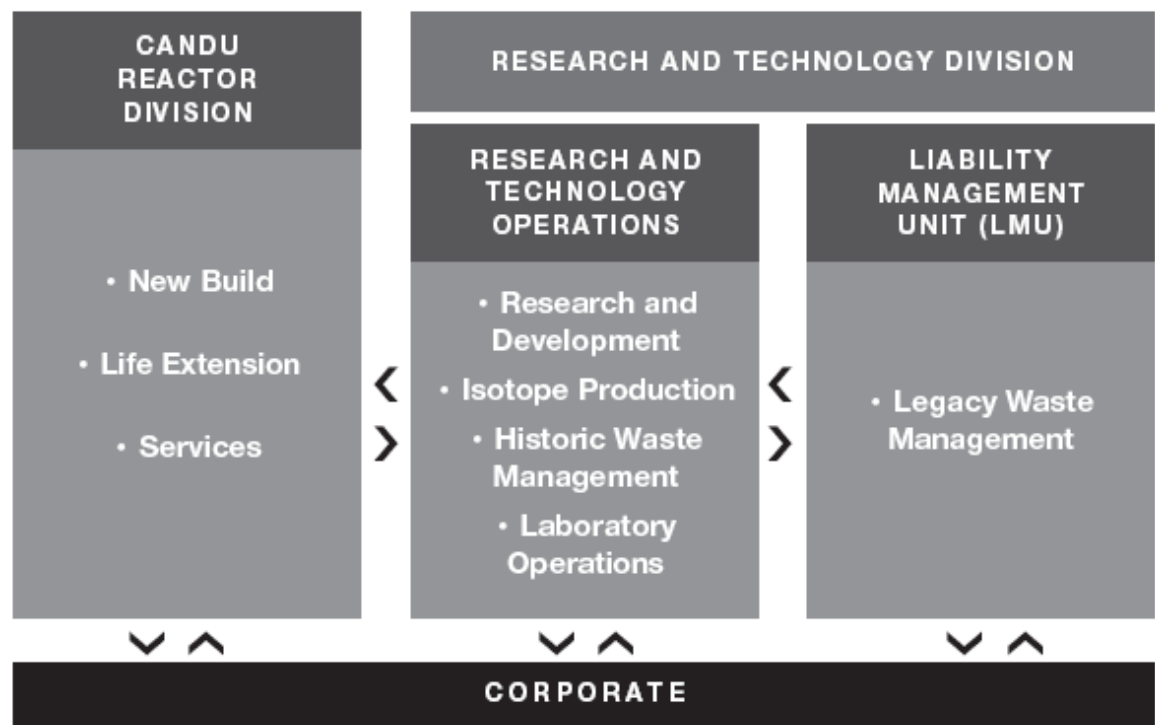 CANDU
REACTOR
DIVISION
• New Build
• Life Extension
• Services
RESEARCH AND TECHNOLOGY DIVISION
RESEARCH AND
TECHNOLOGY
OPERATIONS
• Research and
Development
• Isotope Production
• Historic Waste
Management
• Laboratory
Operations
LIABILITY
MANAGEMENT
UNIT (LMU)
• Legacy Waste
Management
CORPORATE